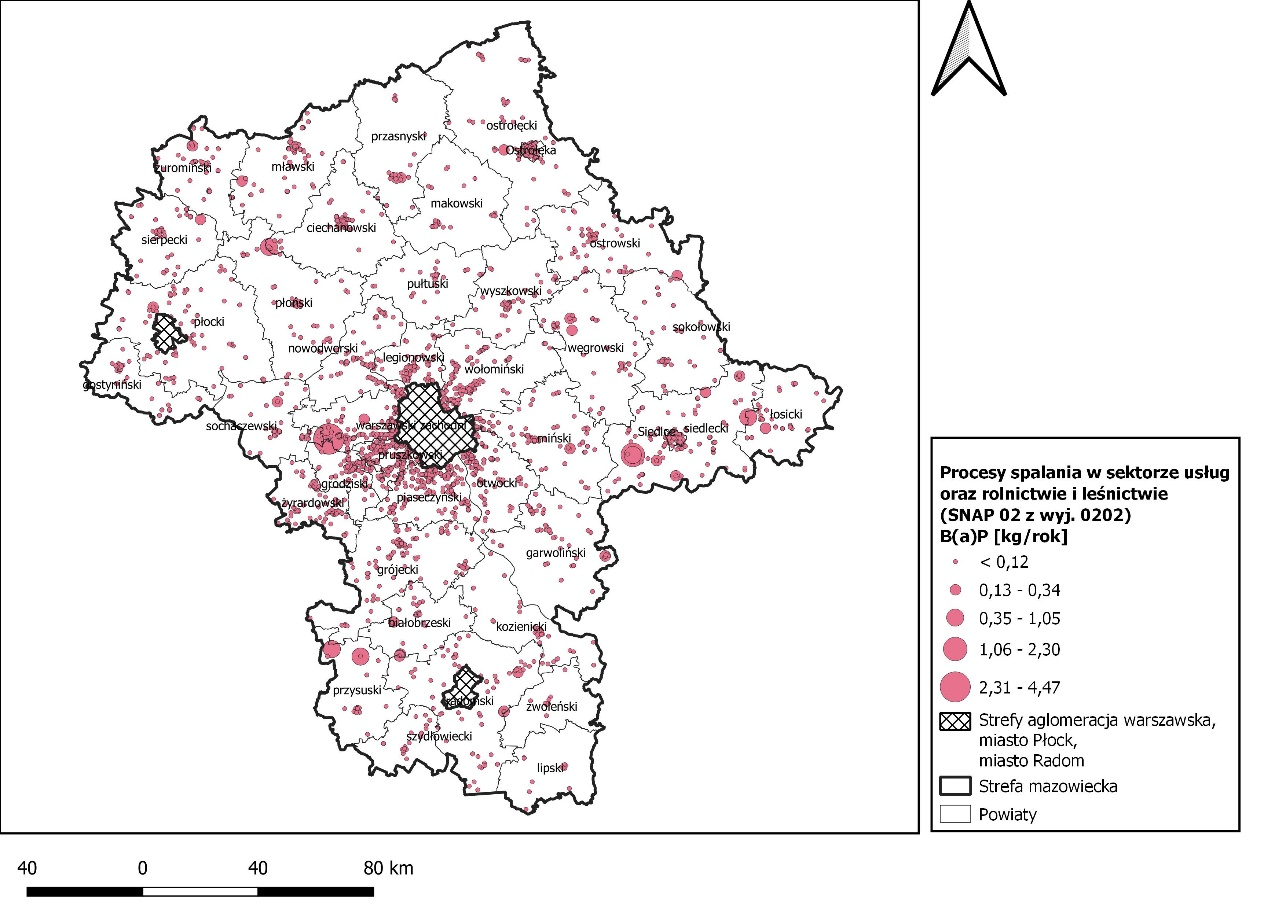 przasnyski
ostrołęcki
Ostrołęka
żuromiński
mławski
makowski
ciechanowski
sierpecki
ostrowski
pułtuski
wyszkowski
płoński
płocki
sokołowski
nowodworski
legionowski
węgrowski
wołomiński
gostyniński
łosicki
sochaczewski
warszawski zachodni
Siedlce
siedlecki
miński
pruszkowski
grodziski
otwocki
żyrardowski
piaseczyński
garwoliński
grójecki
białobrzeski
kozienicki
przysuski
radomski
zwoleński
szydłowiecki
lipski
Procesy spalania w sektorze usług
oraz rolnictwie i leśnictwie
(SNAP 02 z wyj. 0202)
B(a)P [kg/rok]
< 0,12
0,13 - 0,34
0,35 - 1,05
1,06 - 2,30
2,31 - 4,47
Strefy aglomeracja warszawska,
miasto Płock,
miasto Radom
Strefa mazowiecka
Powiaty
40 0 40 80 km